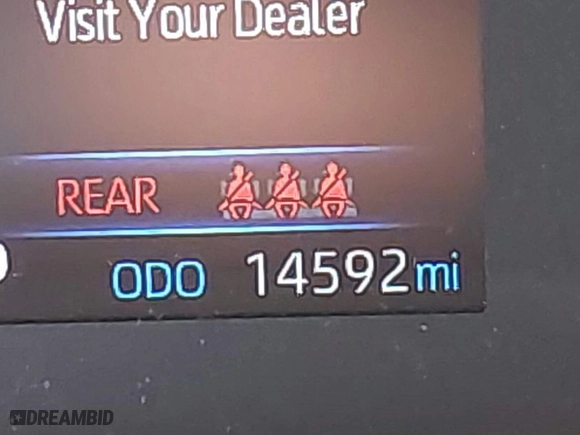 Visit Your Dealer
REAR
ODO 14592 mi
DREAMBID